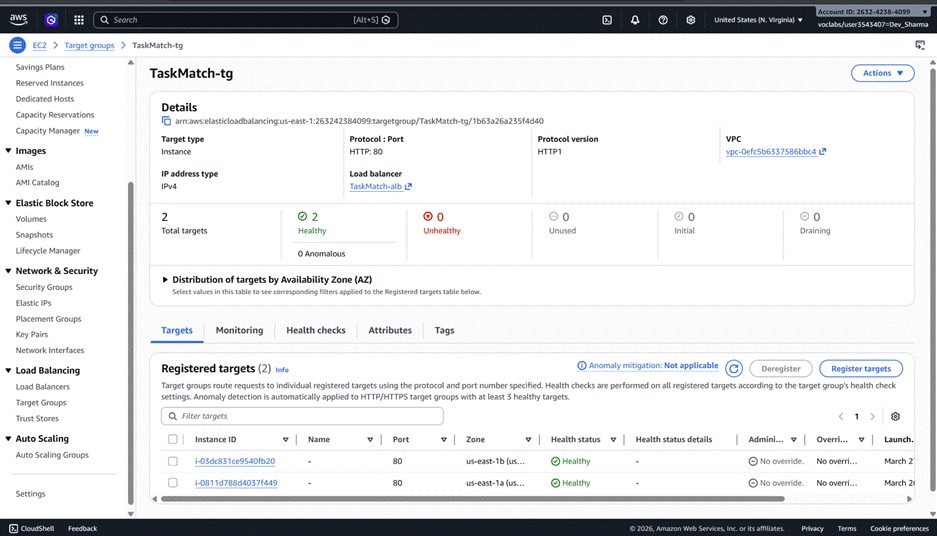 aws
Search [Alt+S]
United States (N. Virginia)
Account ID: 2632-4238-4099
voclabs/user3543407=Dev_Sharma
EC2 > Target groups > TaskMatch-tg
Savings Plans
Reserved Instances
Dedicated Hosts
Capacity Reservations
Capacity Manager New
Images
AMIs
AMI Catalog
Elastic Block Store
Volumes
Snapshots
Lifecycle Manager
Network & Security
Security Groups
Elastic IPs
Placement Groups
Key Pairs
Network Interfaces
Load Balancing
Load Balancers
Target Groups
Trust Stores
Auto Scaling
Auto Scaling Groups
Settings
TaskMatch-tg
Actions
Details
arn:aws:elasticloadbalancing:us-east-1:263242384099:targetgroup/TaskMatch-tg/1b63a26a235f4d40
Target type
Instance
Protocol : Port
HTTP: 80
Protocol version
HTTP1
VPC
vpc-0efc5b6337586bbc4
IP address type
IPv4
Load balancer
TaskMatch-alb
2
Total targets
2
Healthy
0 Anomalous
0
Unhealthy
0
Unused
0
Initial
0
Draining
Distribution of targets by Availability Zone (AZ)
Select values in this table to see corresponding filters applied to the Registered targets table below.
Targets Monitoring Health checks Attributes Tags
Registered targets (2) Info
Anomaly mitigation: Not applicable
Deregister
Register targets
Target groups route requests to individual registered targets using the protocol and port number specified. Health checks are performed on all registered targets according to the target group's health check
settings. Anomaly detection is automatically applied to HTTP/HTTPS target groups with at least 3 healthy targets.
Filter targets
1
Instance ID Name Port Zone Health status Health status details Admini... Overri... Launch.
i-03dc831ce9540fb20 - 80 us-east-1b (us... Healthy - No override. No overri... March 2
i-0811d788d4037f449 - 80 us-east-1a (us... Healthy - No override. No overri... March 2
CloudShell Feedback
© 2026, Amazon Web Services, Inc. or its affiliates. Privacy Terms Cookie preferences